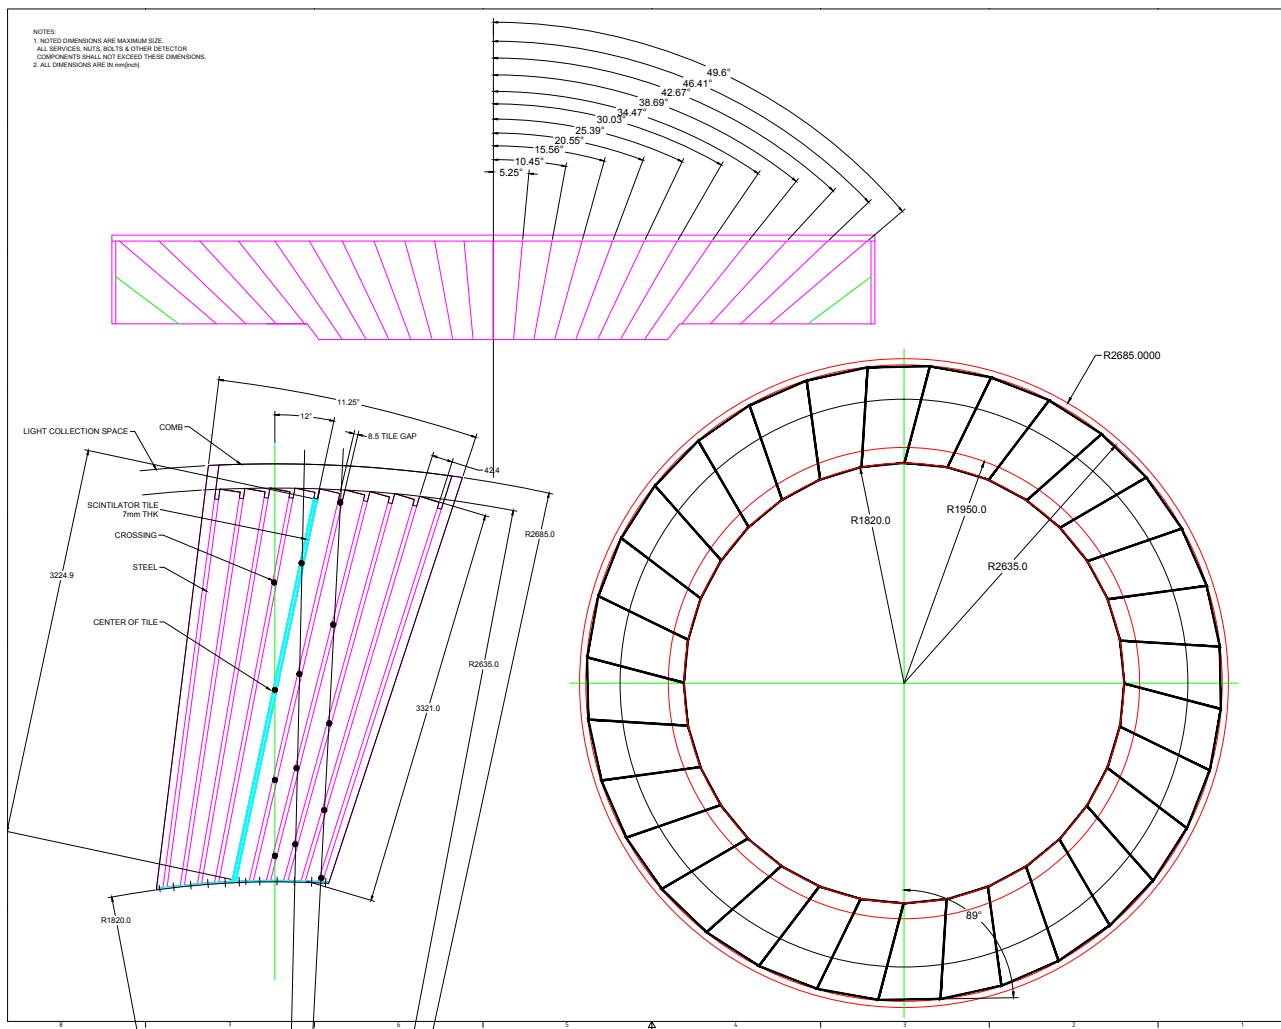 NOTES:
1. NOTED DIMENSIONS ARE MAXIMUM SIZE.
ALL SERVICES, NUTS, BOLTS & OTHER DETECTOR
COMPONENTS SHALL NOT EXCEED THESE DIMENSIONS.
2. ALL DIMENSIONS ARE IN mm[inch].
49.6°
46.41°
42.67°
38.69°
34.47°
30.03°
25.39°
20.55°
15.56°
10.45°
5.25°
R2685.0000
11.25°
12°
8.5 TILE GAP
COMB
LIGHT COLLECTION SPACE
42.4
SCINTILATOR TILE
7mm THK
CROSSING
STEEL
3224.9
CENTER OF TILE
R2685.0
R2635.0
3321.0
R1820.0
R1820.0
R1950.0
R2635.0
89°
8
7
6
5
4
3
2
1